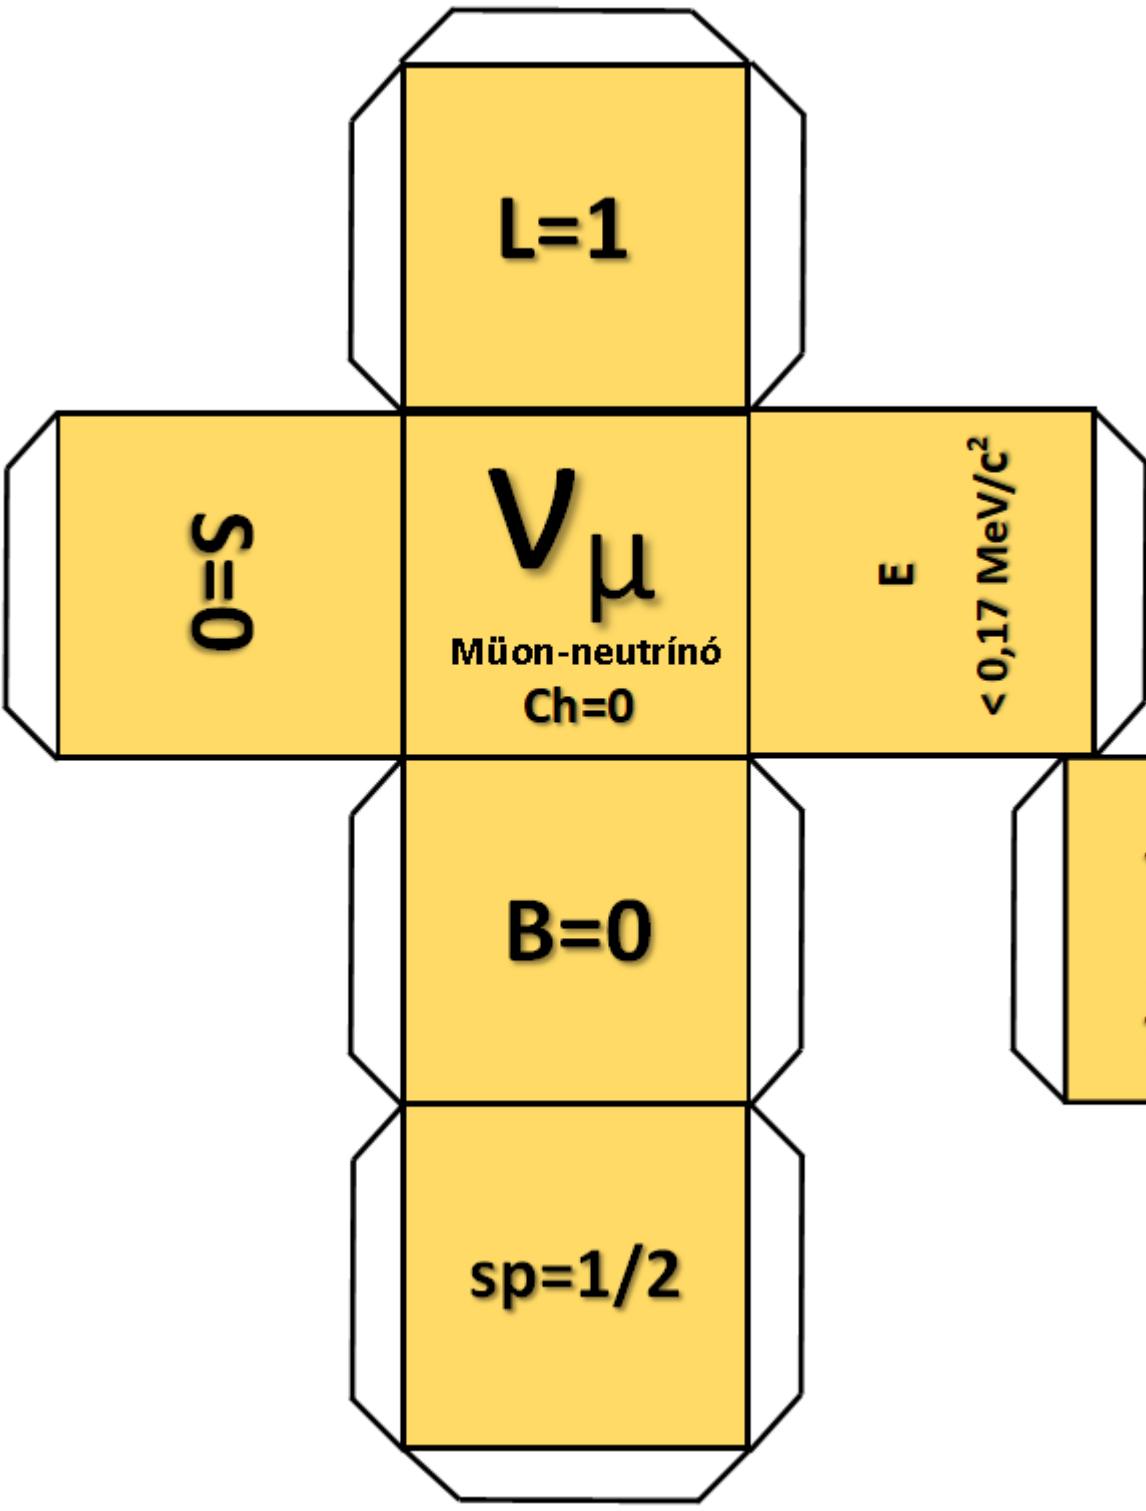 L=1
S=0
νμ
Müon-neutrínó
Ch=0
E
< 0,17 MeV/c²
B=0
sp=1/2